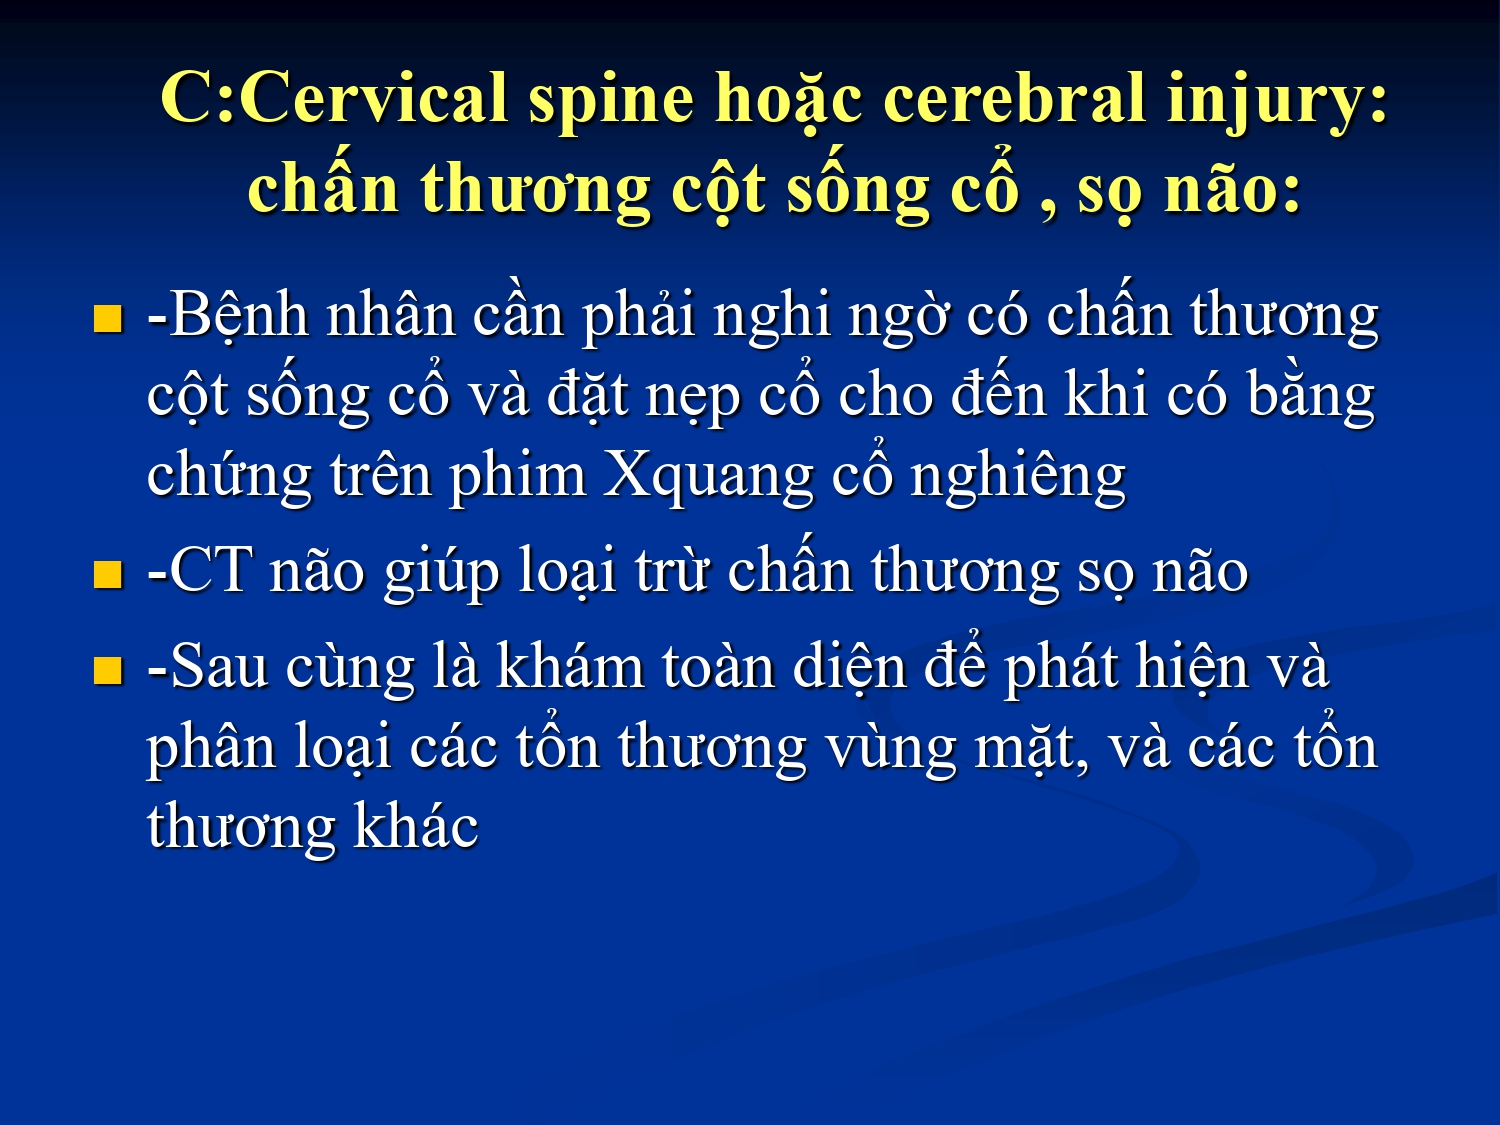 C:Cervical spine hoặc cerebral injury:
chấn thương cột sống cổ , sọ não:
-Bệnh nhân cần phải nghi ngờ có chấn thương
cột sống cổ và đặt nẹp cổ cho đến khi có bằng
chứng trên phim Xquang cổ nghiêng
-CT não giúp loại trừ chấn thương sọ não
-Sau cùng là khám toàn diện để phát hiện và
phân loại các tổn thương vùng mặt, và các tổn
thương khác